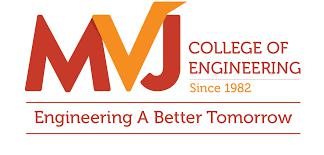 MVJ
COLLEGE OF
ENGINEERING
Since 1982
Engineering A Better Tomorrow